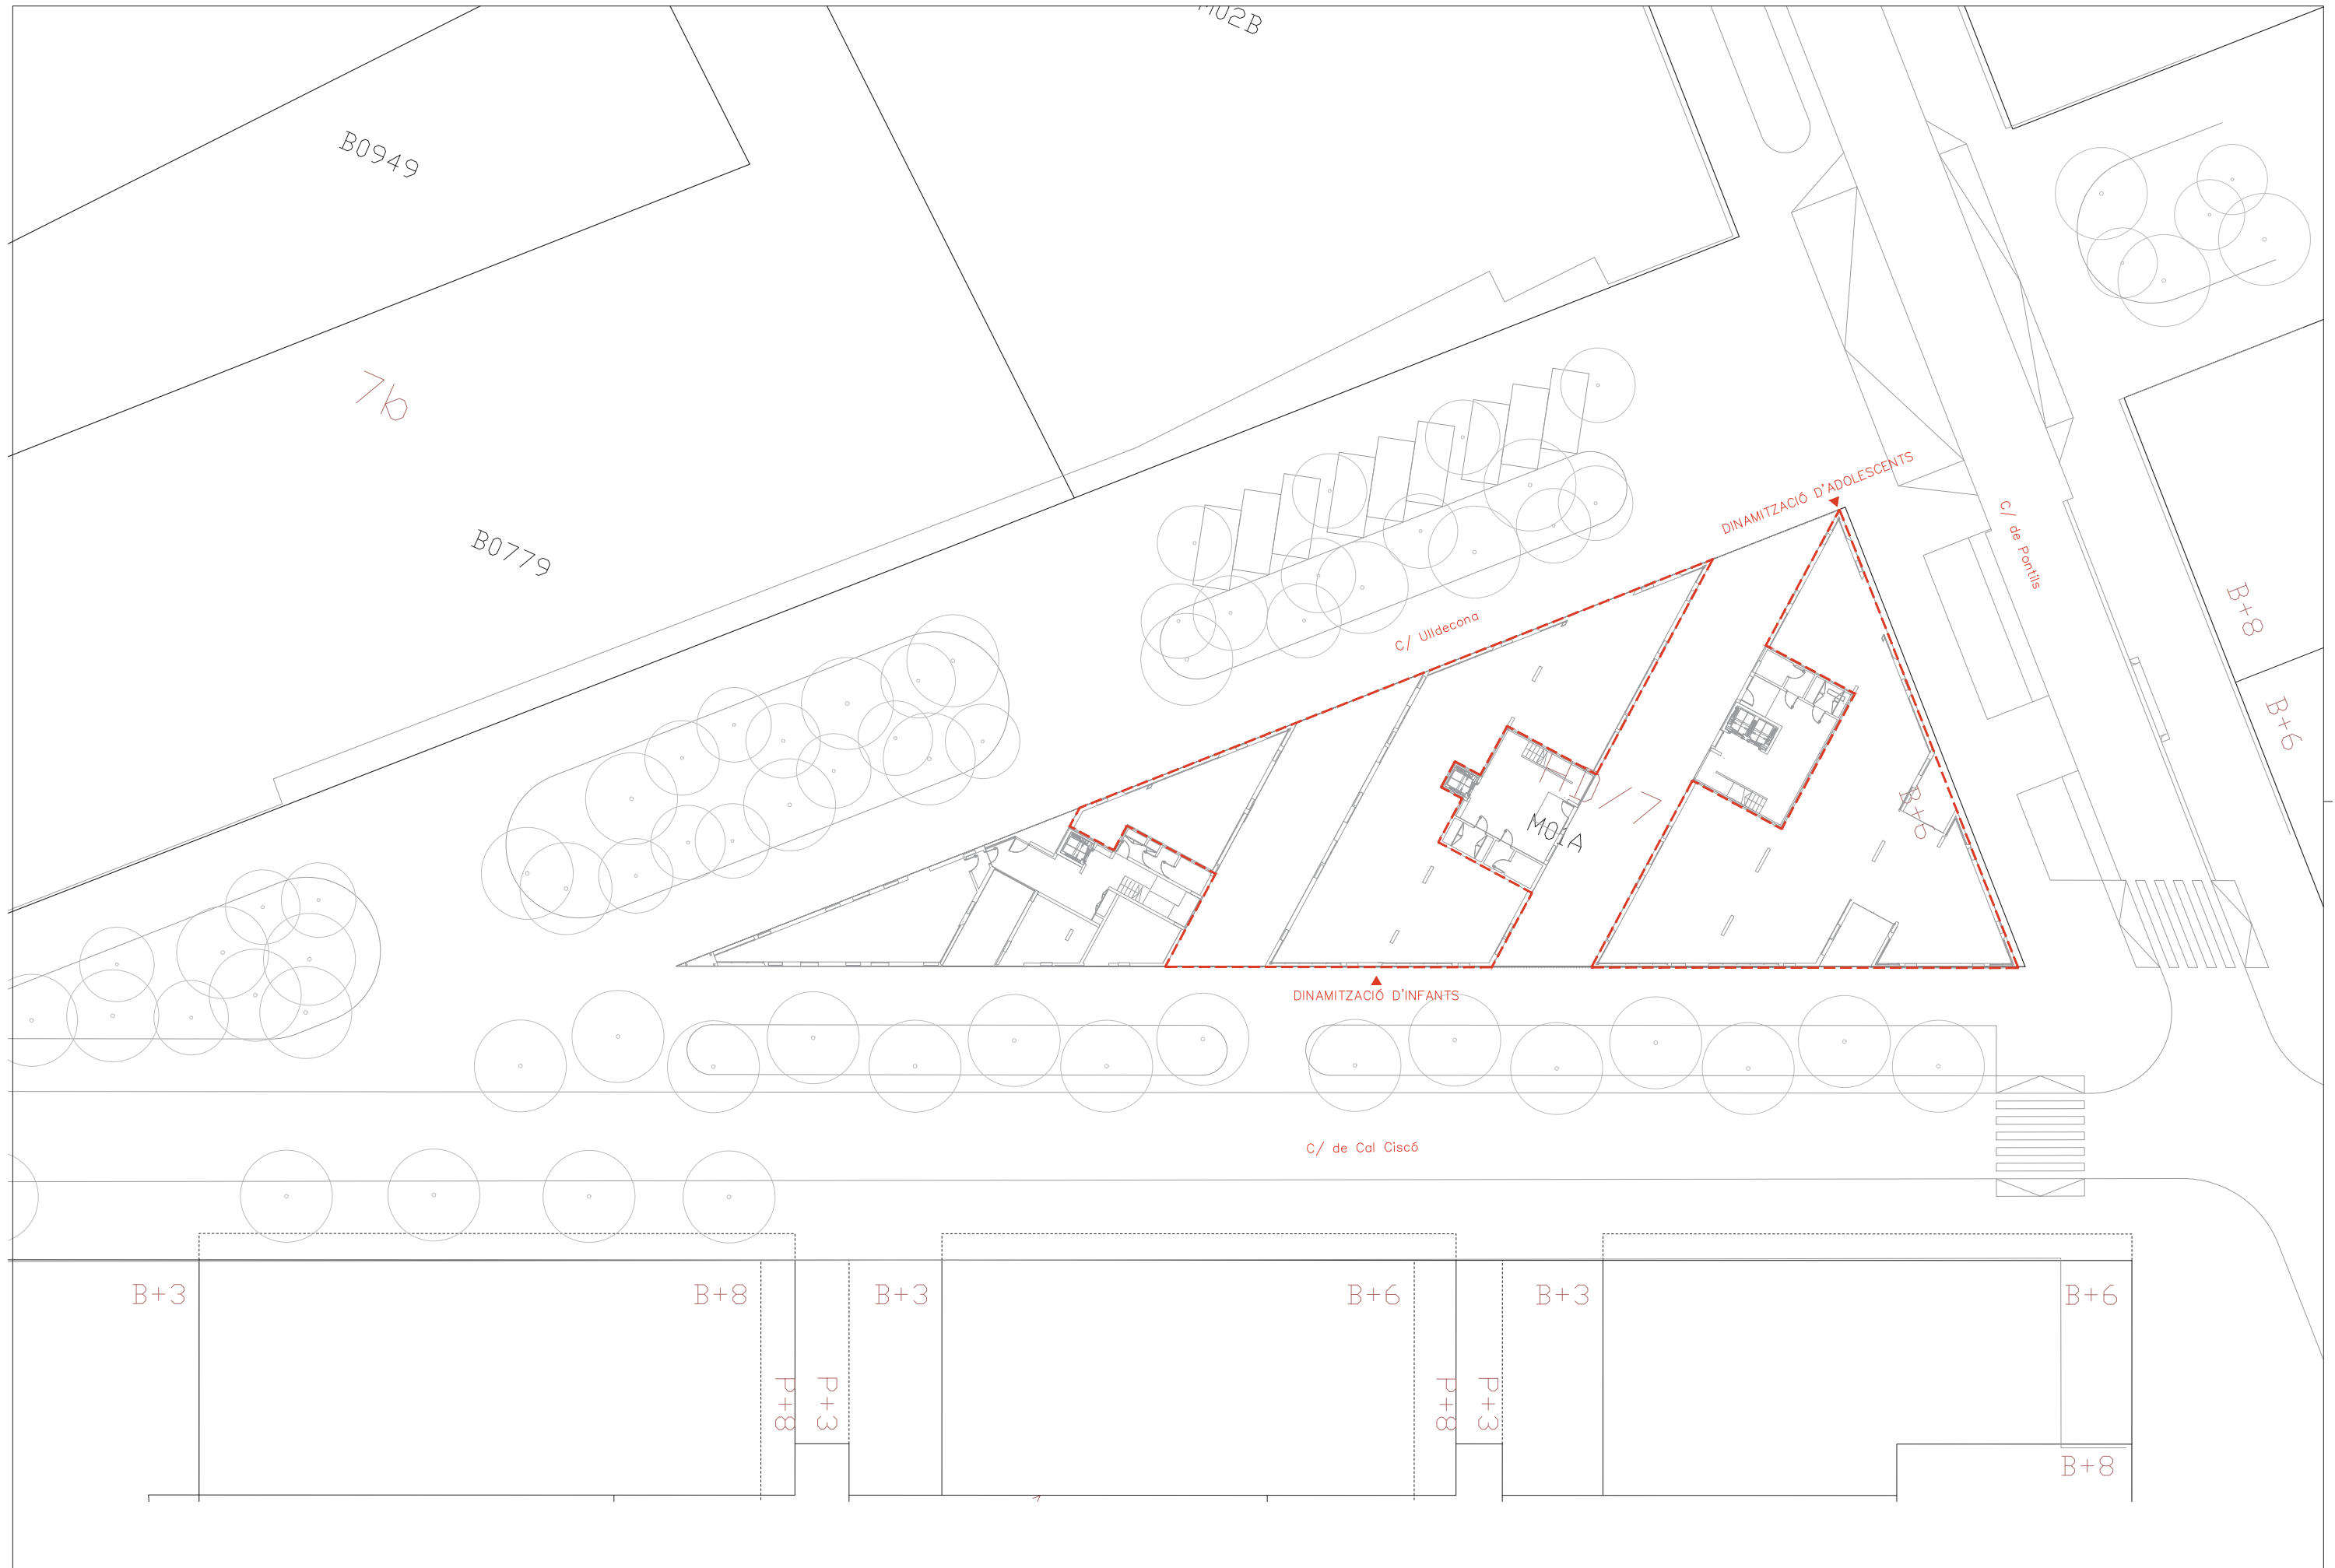 M02B
B0949
76
B0779
DINAMITZACIÓ D'ADOLESCENTS
C/ de Pontils
C/ Ulldecona
B+8
B+6
M01A
DINAMITZACIÓ D'INFANTS
C/ de Cal Ciscó
B+3
B+8
B+3
B+6
B+3
B+6
P+8
P+3
P+8
P+3
B+8